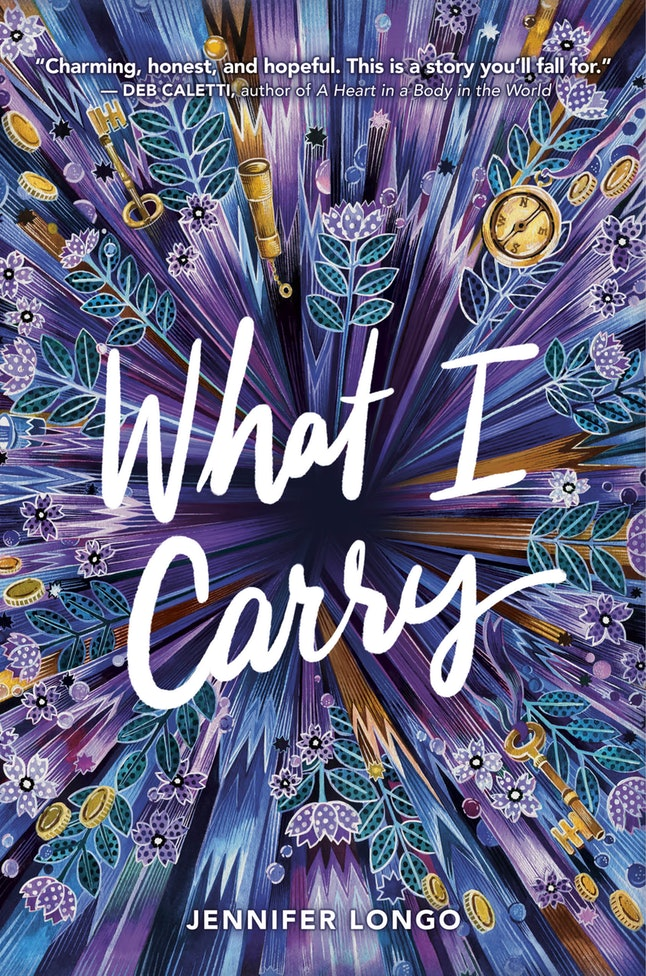 “Charming, honest, and hopeful. This is a story you’ll fall for.”
— DEB CALETTI, author of A Heart in a Body in the World
N
E
S
W
What I
Carry
JENNIFER LONGO